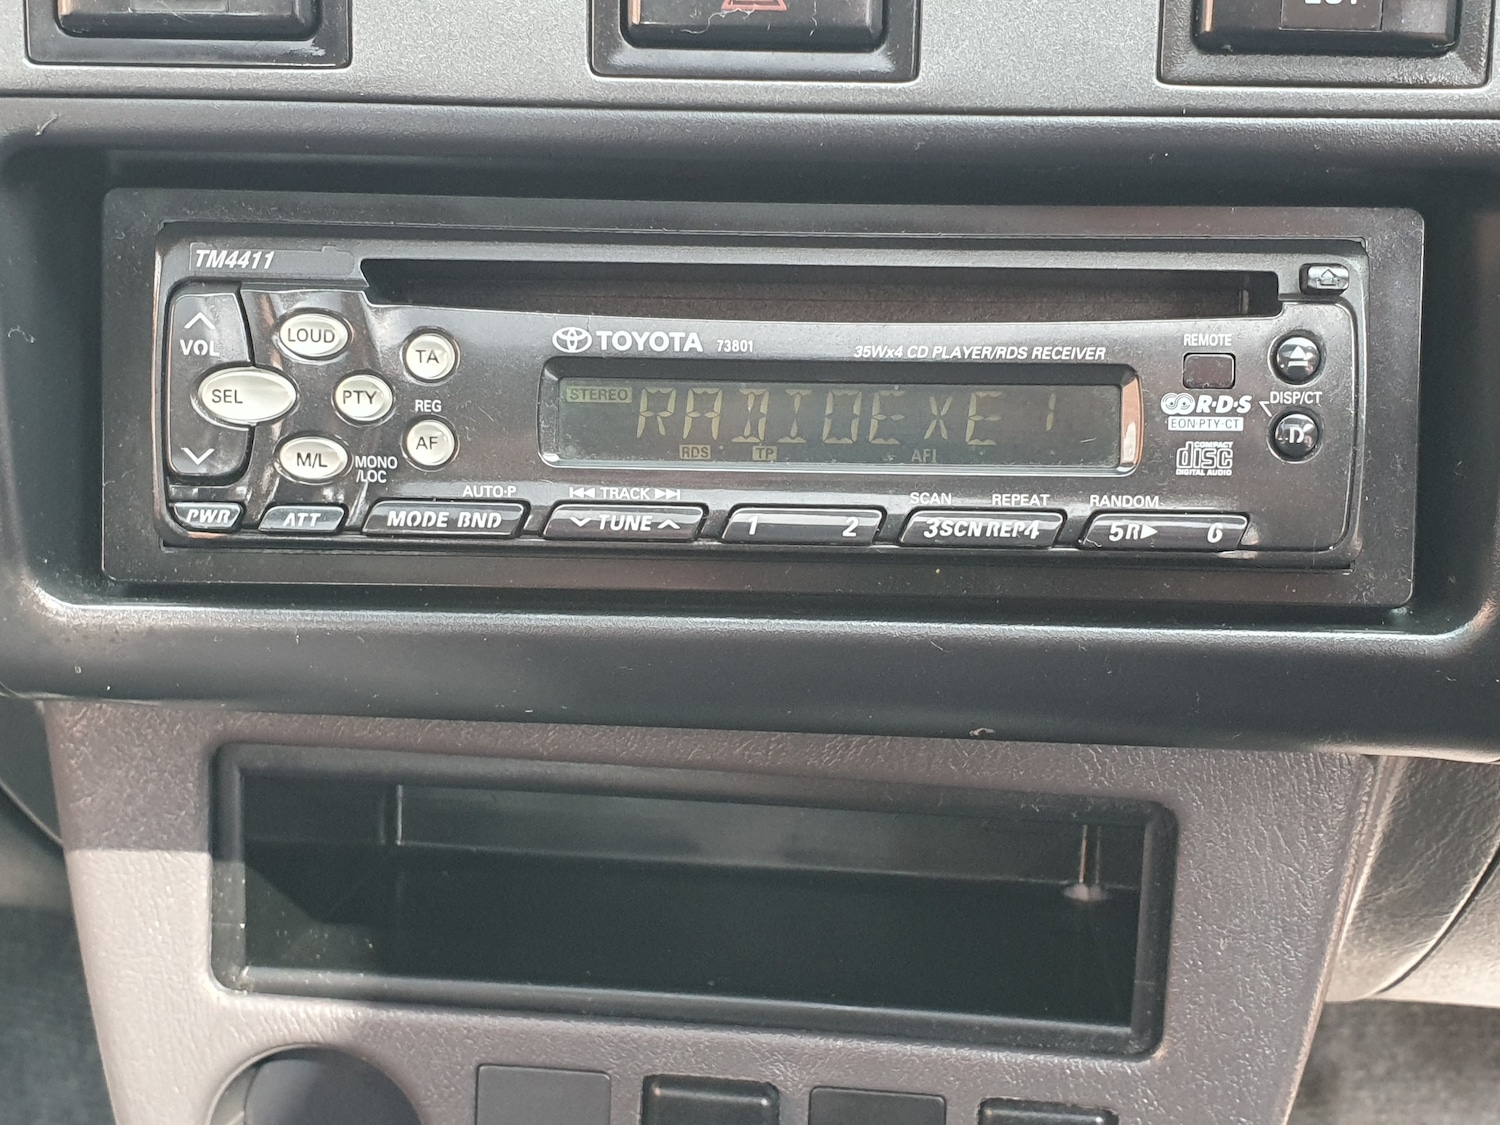 TM4411
VOL
LOUD
SEL
PTY
M/L
MONO
/LOC
TA
REG
AF
TOYOTA 73801
35Wx4 CD PLAYER/RDS RECEIVER
STEREO
RADIOEXE 1
RDS TP AF
REMOTE
R·D·S
EON·PTY·CT
DISP/CT
D
COMPACT
disc
DIGITAL AUDIO
AUTO·P
TRACK
SCAN REPEAT
RANDOM
PWR
ATT
MODE BND
TUNE
1 2
3SCN REP4
5R 6